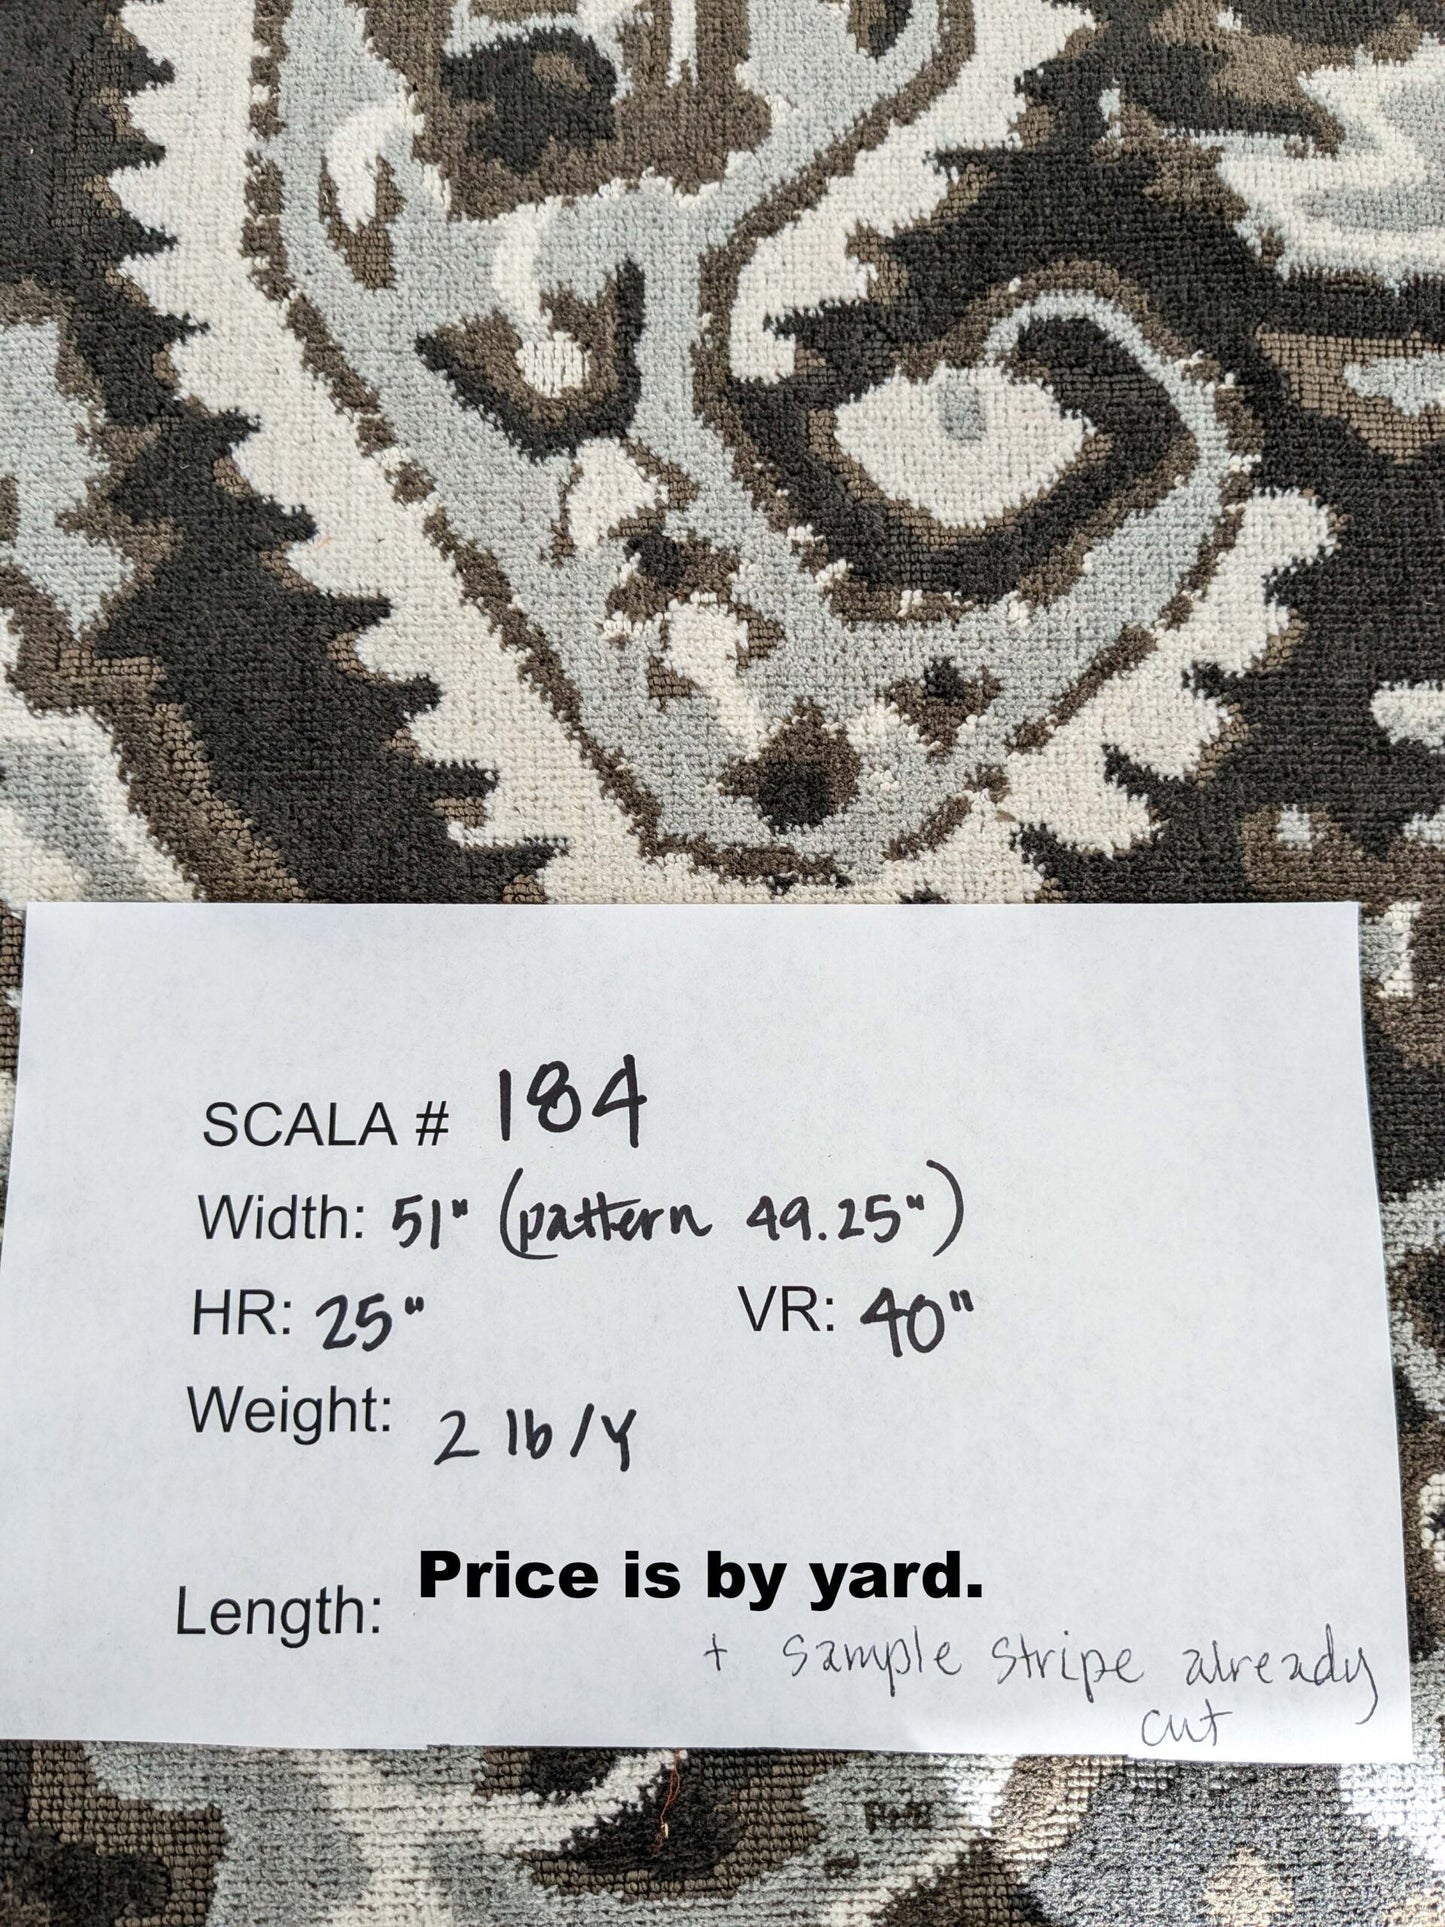 SCALA # 184
Width: 51" (pattern 49.25")
HR: 25" VR: 40"
Weight: 2 lb/Y
Price is by yard.
Length:
+ sample stripe already
cut